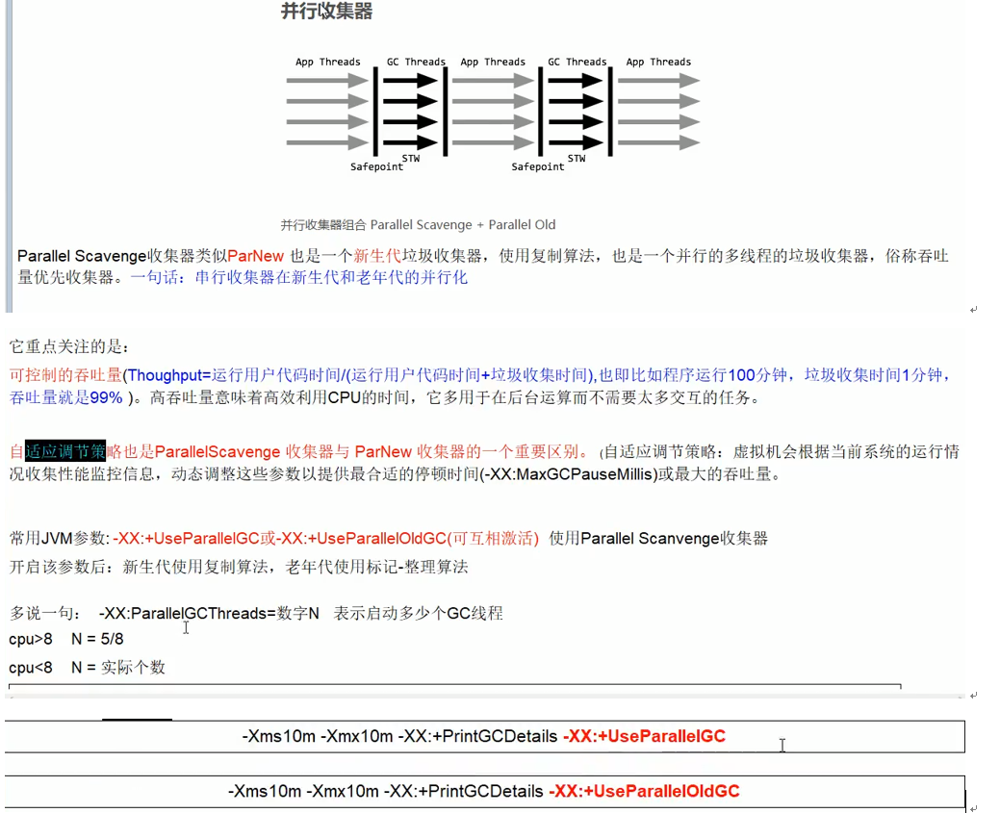 并行收集器
App Threads GC Threads App Threads GC Threads App Threads
STW STW
Safepoint Safepoint
并行收集器组合 Parallel Scavenge + Parallel Old
Parallel Scavenge收集器类似ParNew 也是一个新生代垃圾收集器，使用复制算法，也是一个并行的多线程的垃圾收集器，俗称吞吐
量优先收集器。一句话：串行收集器在新生代和老年代的并行化
它重点关注的是：
可控制的吞吐量(Thoughput=运行用户代码时间/(运行用户代码时间+垃圾收集时间),也即比如程序运行100分钟，垃圾收集时间1分钟，
吞吐量就是99% )。高吞吐量意味着高效利用CPU的时间，它多用于在后台运算而不需要太多交互的任务。
自适应调节策略也是ParallelScavenge 收集器与 ParNew 收集器的一个重要区别。（自适应调节策略：虚拟机会根据当前系统的运行情
况收集性能监控信息，动态调整这些参数以提供最合适的停顿时间(-XX:MaxGCPauseMillis)或最大的吞吐量。
常用JVM参数: -XX:+UseParallelGC或-XX:+UseParallelOldGC(可互相激活) 使用Parallel Scanvenge收集器
开启该参数后：新生代使用复制算法，老年代使用标记-整理算法
多说一句： -XX:ParallelGCThreads=数字N 表示启动多少个GC线程
cpu>8 N = 5/8
cpu<8 N = 实际个数
-Xms10m -Xmx10m -XX:+PrintGCDetails -XX:+UseParallelGC
-Xms10m -Xmx10m -XX:+PrintGCDetails -XX:+UseParallelOldGC